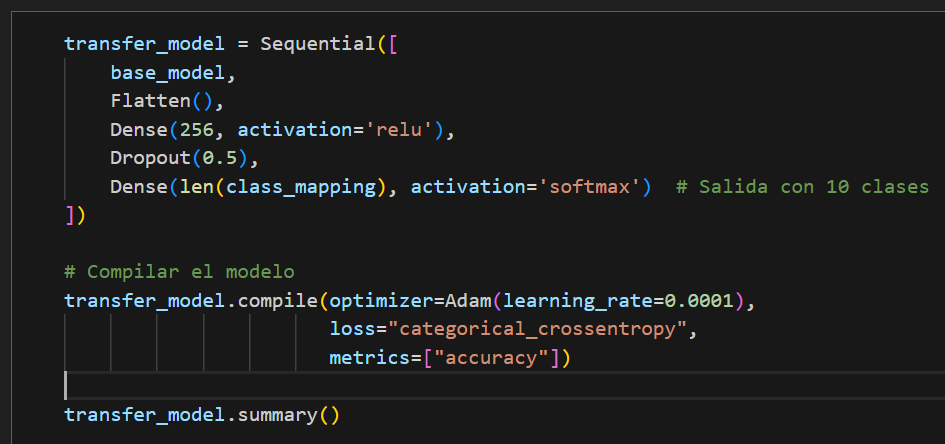 transfer_model = Sequential([
    base_model,
    Flatten(),
    Dense(256, activation='relu'),
    Dropout(0.5),
    Dense(len(class_mapping), activation='softmax')  # Salida con 10 clases
])
# Compilar el modelo
transfer_model.compile(optimizer=Adam(learning_rate=0.0001),
                       loss="categorical_crossentropy",
                       metrics=["accuracy"])
transfer_model.summary()